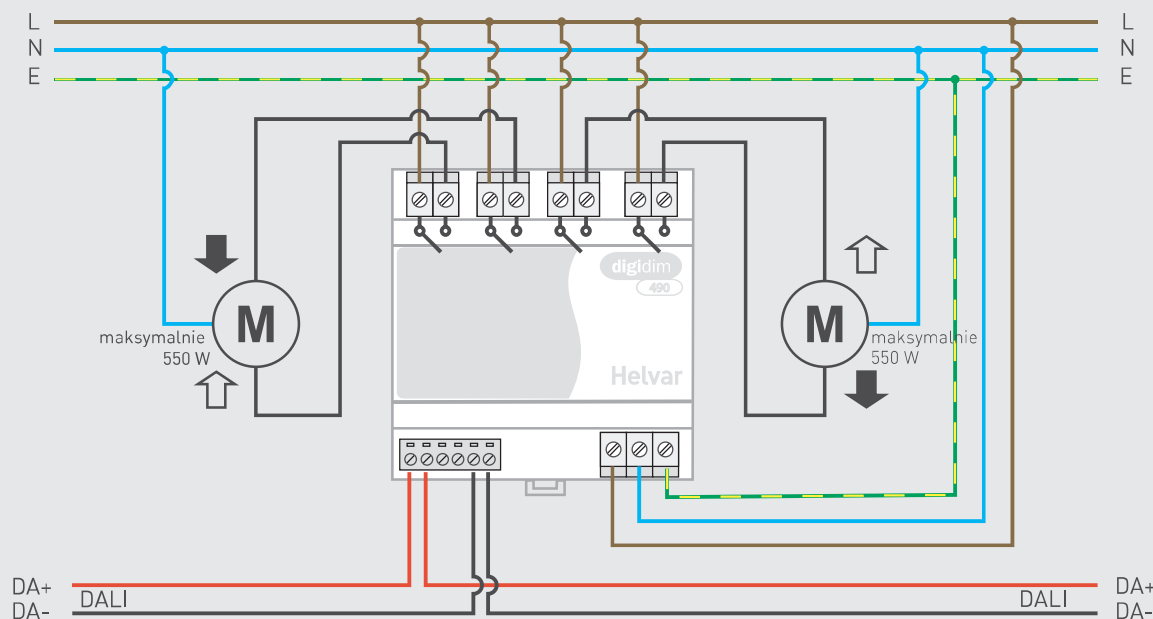 L
L
N
N
E
E
digidim
490
M
M
maksymalnie
550 W
maksymalnie
550 W
Helvar
DA+
DALI
DA-
DA+
DALI
DA-